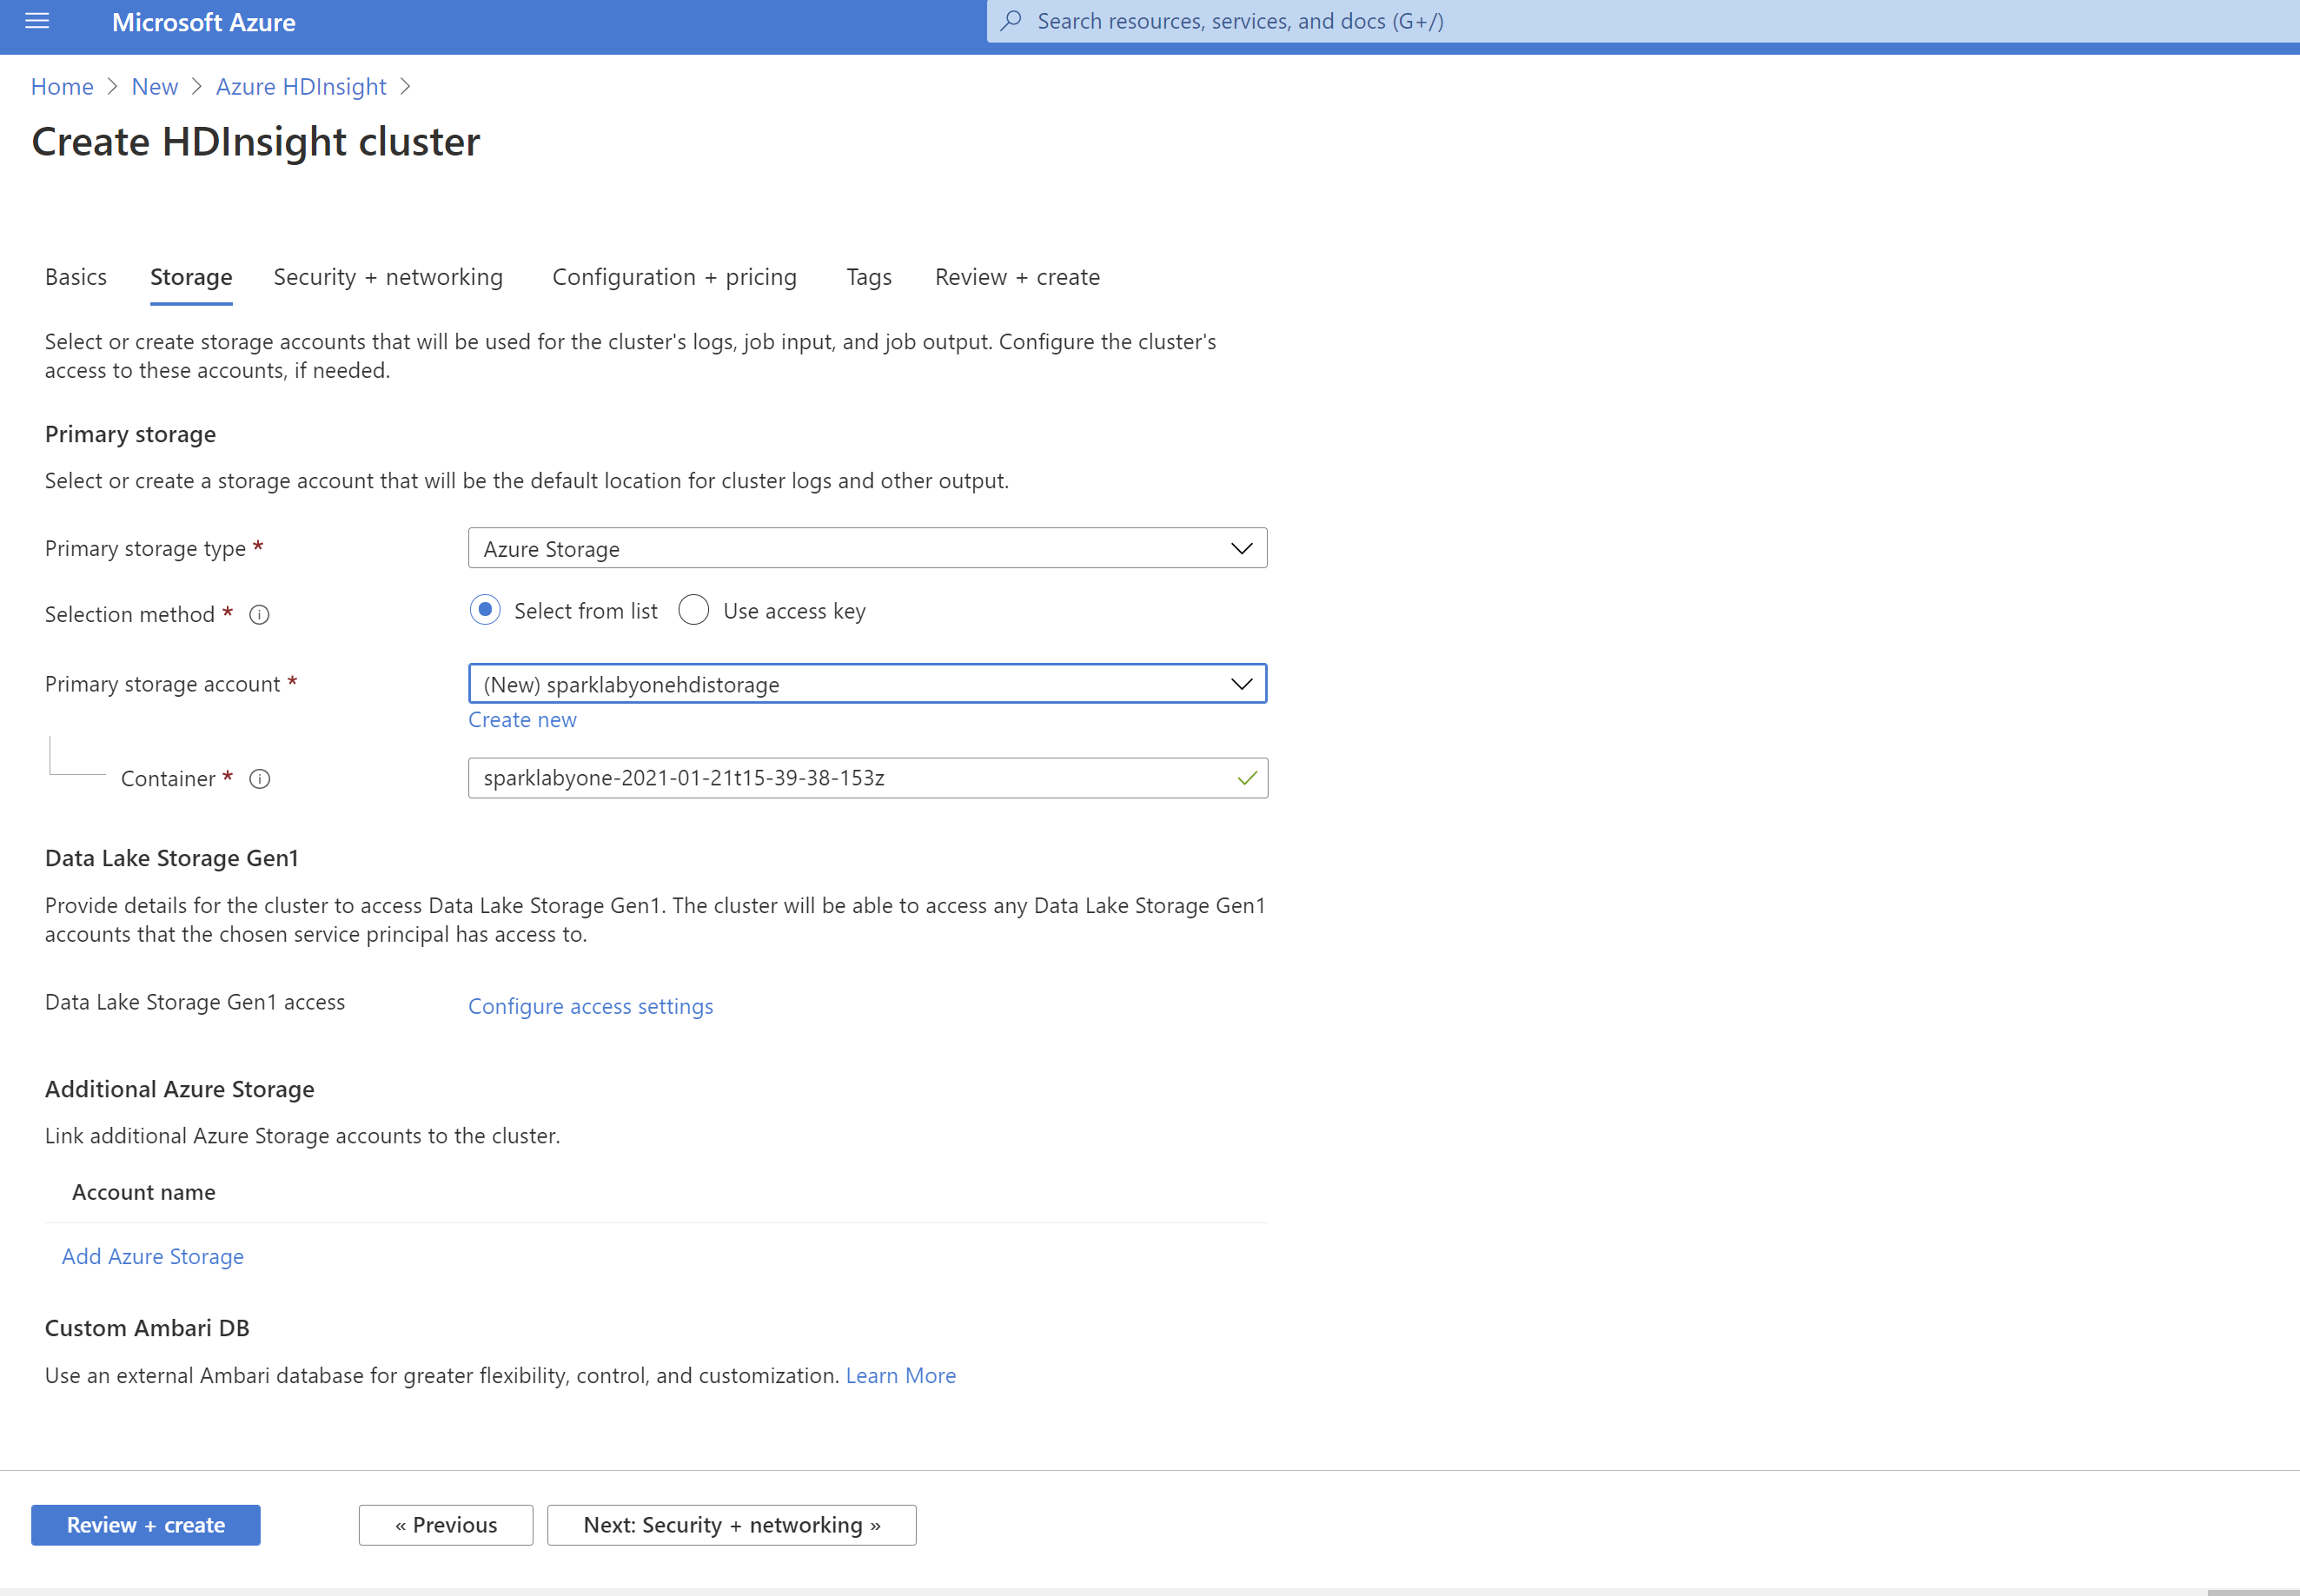 Microsoft Azure
Search resources, services, and docs (G+/)
Home > New > Azure HDInsight >
Create HDInsight cluster
Basics Storage Security + networking Configuration + pricing Tags Review + create
Select or create storage accounts that will be used for the cluster's logs, job input, and job output. Configure the cluster's
access to these accounts, if needed.
Primary storage
Select or create a storage account that will be the default location for cluster logs and other output.
Primary storage type * Azure Storage
Selection method * Select from list Use access key
Primary storage account * (New) sparklabyonehdistorage
Create new
Container * sparklabyone-2021-01-21t15-39-38-153z
Data Lake Storage Gen1
Provide details for the cluster to access Data Lake Storage Gen1. The cluster will be able to access any Data Lake Storage Gen1
accounts that the chosen service principal has access to.
Data Lake Storage Gen1 access Configure access settings
Additional Azure Storage
Link additional Azure Storage accounts to the cluster.
Account name
Add Azure Storage
Custom Ambari DB
Use an external Ambari database for greater flexibility, control, and customization. Learn More
Review + create « Previous Next: Security + networking »